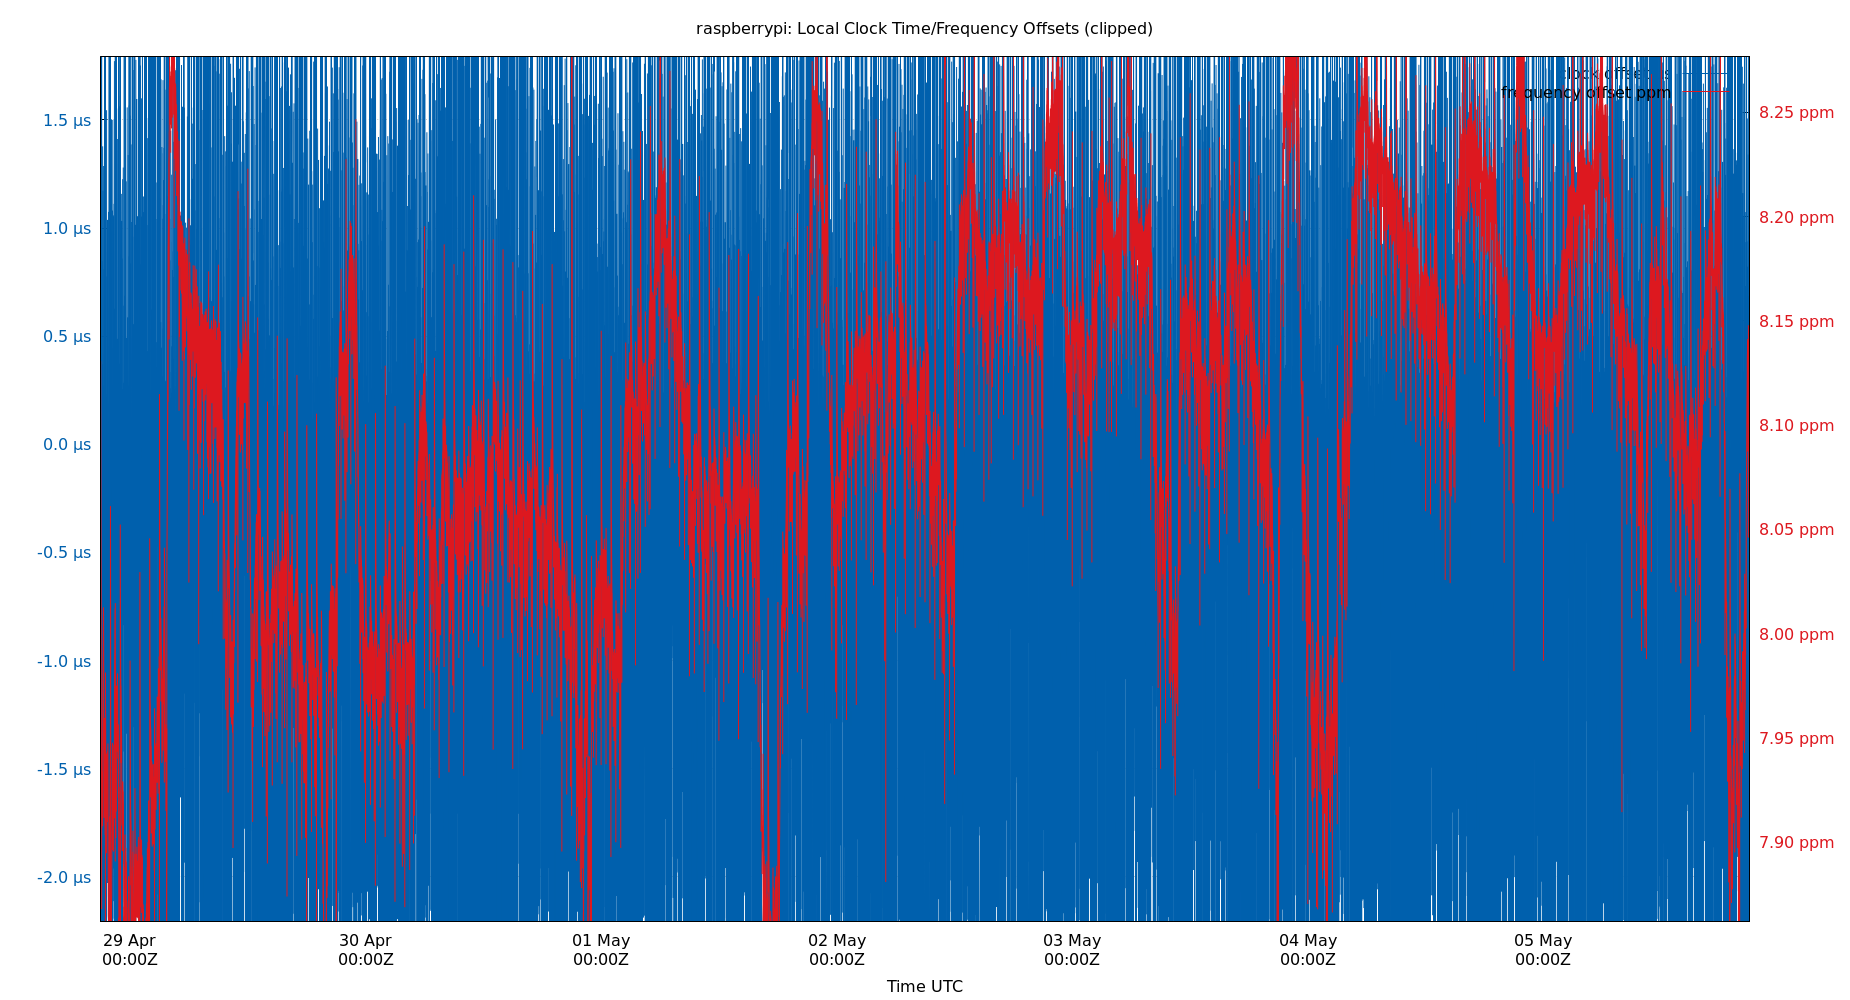 raspberrypi: Local Clock Time/Frequency Offsets (clipped)
clock offset s
frequency offset ppm
1.5 µs
1.0 µs
0.5 µs
0.0 µs
-0.5 µs
-1.0 µs
-1.5 µs
-2.0 µs
8.25 ppm
8.20 ppm
8.15 ppm
8.10 ppm
8.05 ppm
8.00 ppm
7.95 ppm
7.90 ppm
29 Apr
00:00Z
30 Apr
00:00Z
01 May
00:00Z
02 May
00:00Z
03 May
00:00Z
04 May
00:00Z
05 May
00:00Z
Time UTC